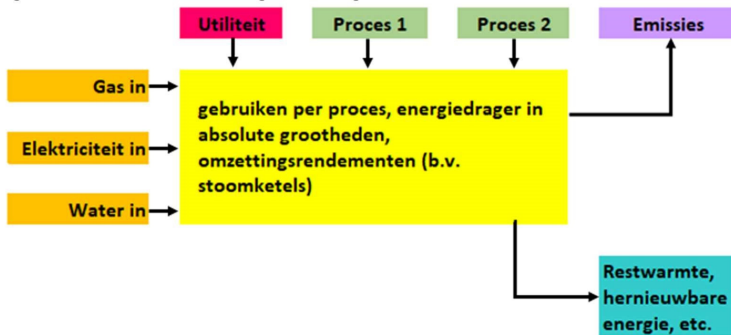 Utiliteit
Proces 1
Proces 2
Emissies
Gas in
Elektriciteit in
Water in
gebruiken per proces, energiedrager in
absolute grootheden,
omzettingsrendementen (b.v.
stoomketels)
Restwarmte,
hernieuwbare
energie, etc.